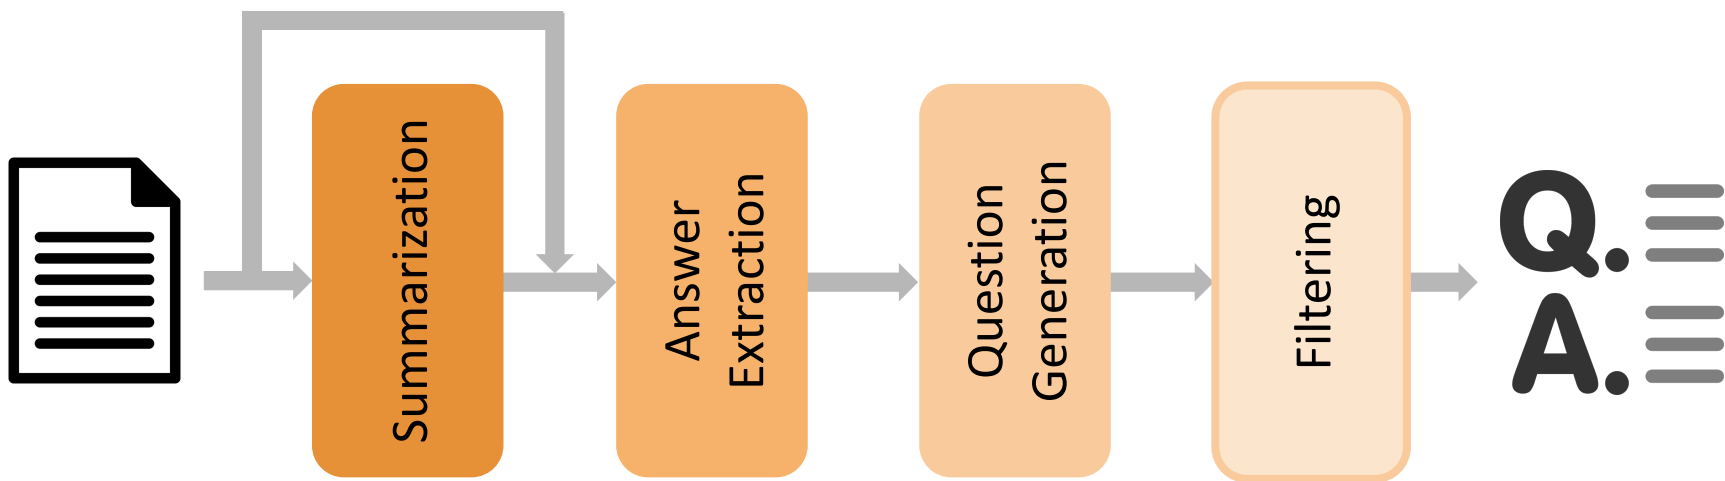 Summarization
Answer
Extraction
Question
Generation
Filtering
Q.
A.